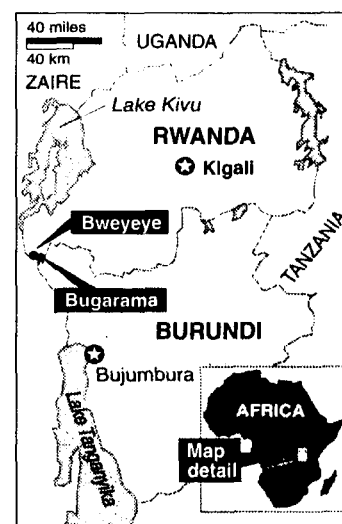 40 miles
40 km
UGANDA
ZAIRE
Lake Kivu
RWANDA
Kigali
Bweyeye
TANZANIA
Bugarama
BURUNDI
Bujumbura
Lake Tanganyika
AFRICA
Map
detail